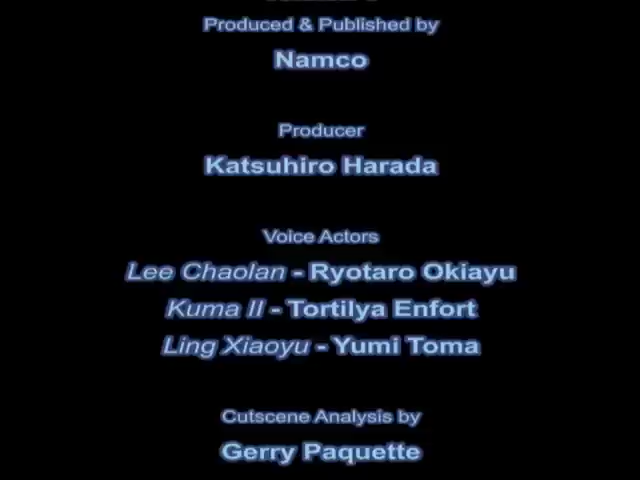 Produced & Published by
Namco
Producer
Katsuhiro Harada
Voice Actors
Lee Chaolan - Ryotaro Okiayu
Kuma II - Tortilya Enfort
Ling Xiaoyu - Yumi Toma
Cutscene Analysis by
Gerry Paquette